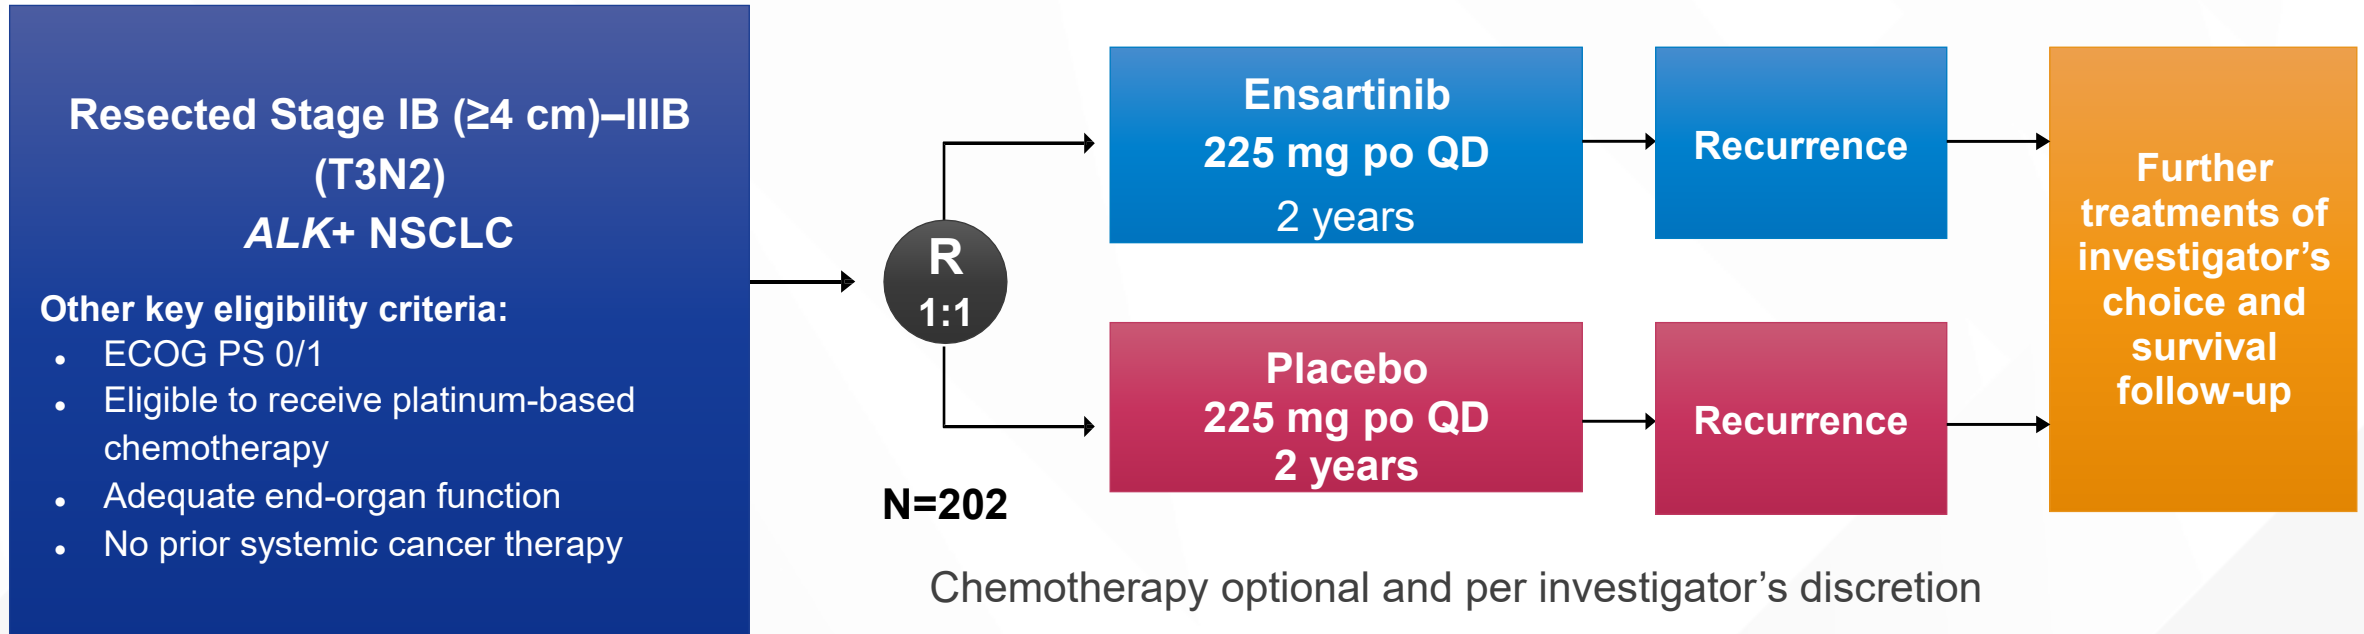 Resected Stage IB (≥4 cm)–IIIB
(T3N2)
ALK+ NSCLC
Other key eligibility criteria:
• ECOG PS 0/1
• Eligible to receive platinum-based
chemotherapy
• Adequate end-organ function
• No prior systemic cancer therapy
R
1:1
N=202
Ensartinib
225 mg po QD
2 years
Recurrence
Placebo
225 mg po QD
2 years
Recurrence
Further
treatments of
investigator’s
choice and
survival
follow-up
Chemotherapy optional and per investigator’s discretion